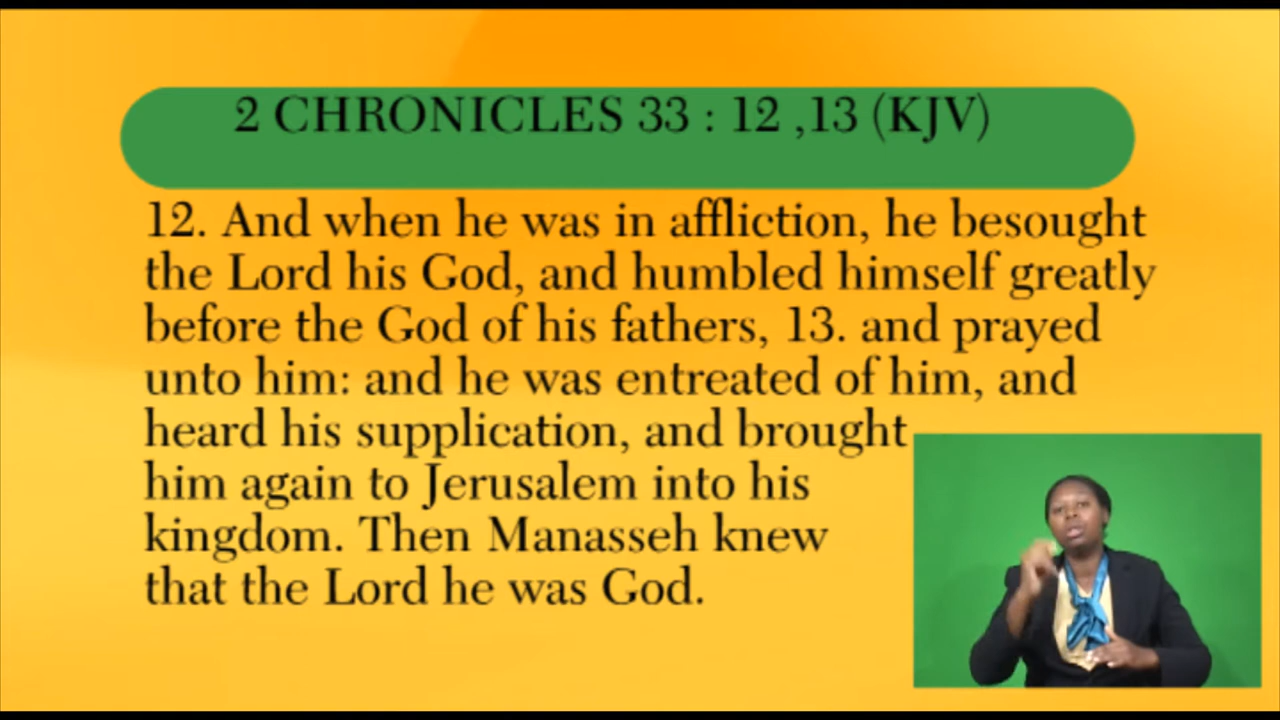 2 CHRONICLES 33 : 12 ,13 (KJV)
12. And when he was in affliction, he besought
the Lord his God, and humbled himself greatly
before the God of his fathers, 13. and prayed
unto him: and he was entreated of him, and
heard his supplication, and brought
him again to Jerusalem into his
kingdom. Then Manasseh knew
that the Lord he was God.